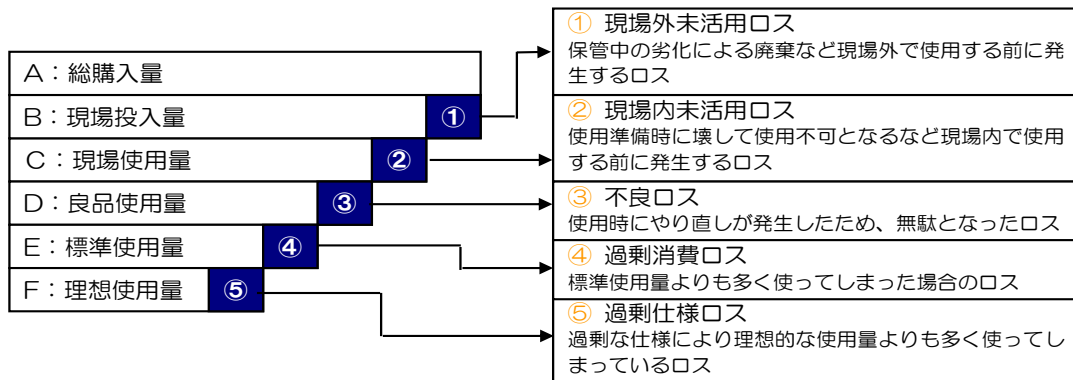 A：総購入量
B：現場投入量
①
C：現場使用量
②
D：良品使用量
③
E：標準使用量
④
F：理想使用量
⑤
① 現場外未活用ロス
保管中の劣化による廃棄など現場外で使用する前に発
生するロス
② 現場内未活用ロス
使用準備時に壊して使用不可となるなど現場内で使用
する前に発生するロス
③ 不良ロス
使用時にやり直しが発生したため、無駄となったロス
④ 過剰消費ロス
標準使用量よりも多く使ってしまった場合のロス
⑤ 過剰仕様ロス
過剰な仕様により理想的な使用量よりも多く使ってし
まっているロス